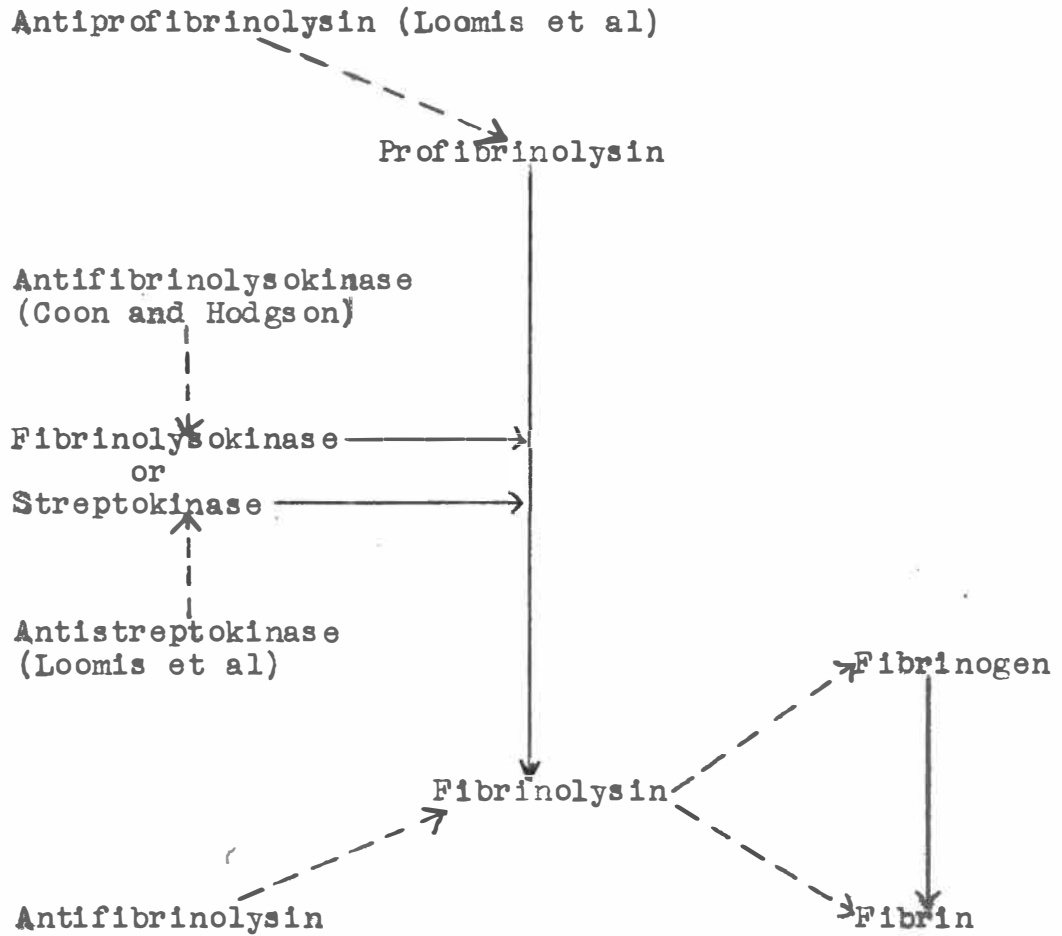 Antiprofibrinolysin (Loomis et al)
Profibrinolysin
Antifibrinolysokinase
(Coon and Hodgson)
Fibrinolysokinase
or
Streptokinase
Antistreptokinase
(Loomis et al)
Fibrinogen
Fibrinolysin
Antifibrinolysin
Fibrin